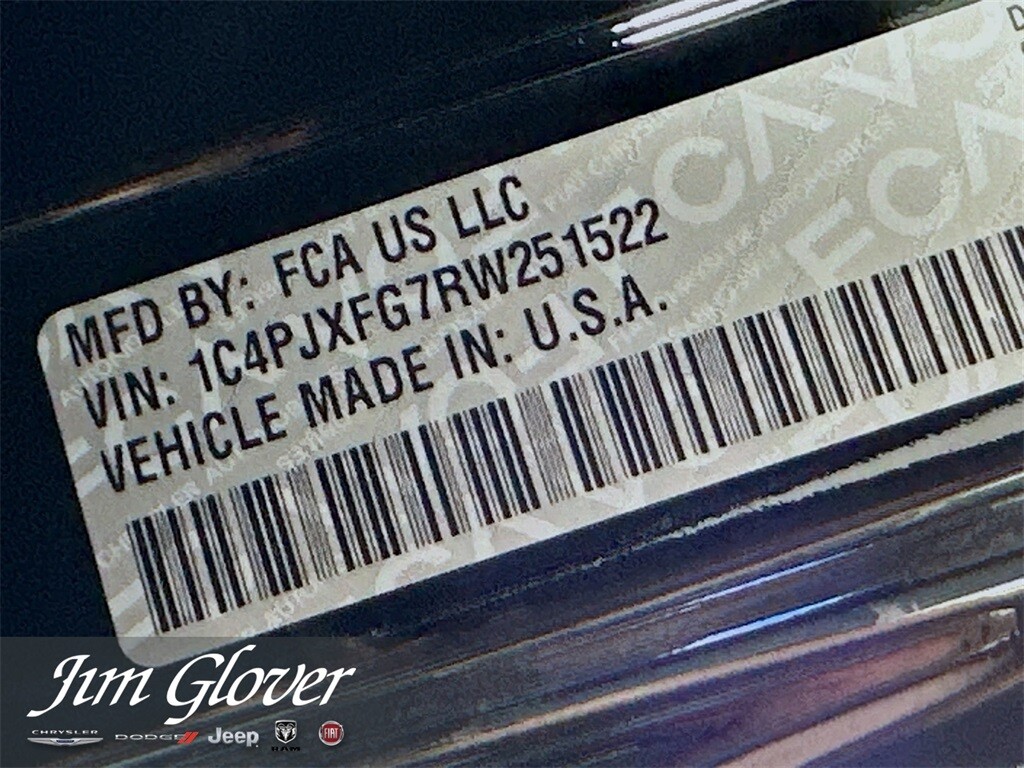 MFD BY: FCA US LLC
VIN: 1C4PJXFG7RW251522
VEHICLE MADE IN: U.S.A.
Jim Glover
CHRYSLER DODGE Jeep RAM FIAT